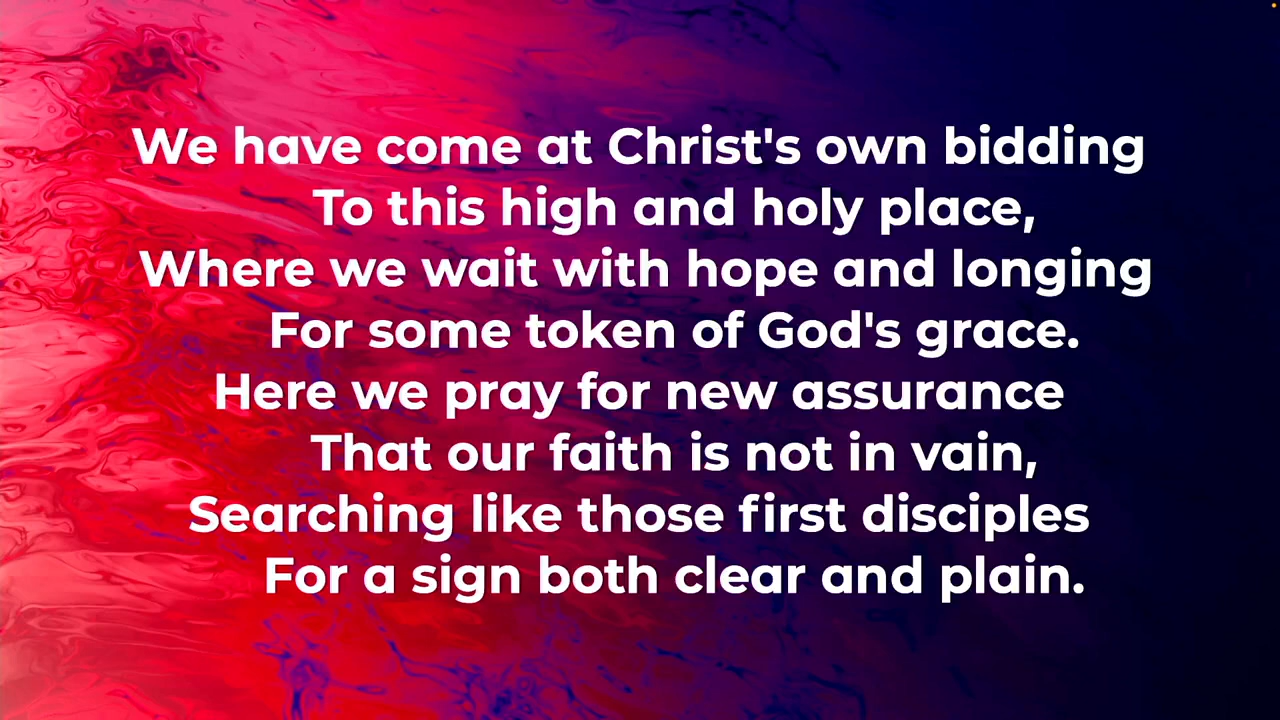 We have come at Christ's own bidding
To this high and holy place,
Where we wait with hope and longing
For some token of God's grace.
Here we pray for new assurance
That our faith is not in vain,
Searching like those first disciples
For a sign both clear and plain.